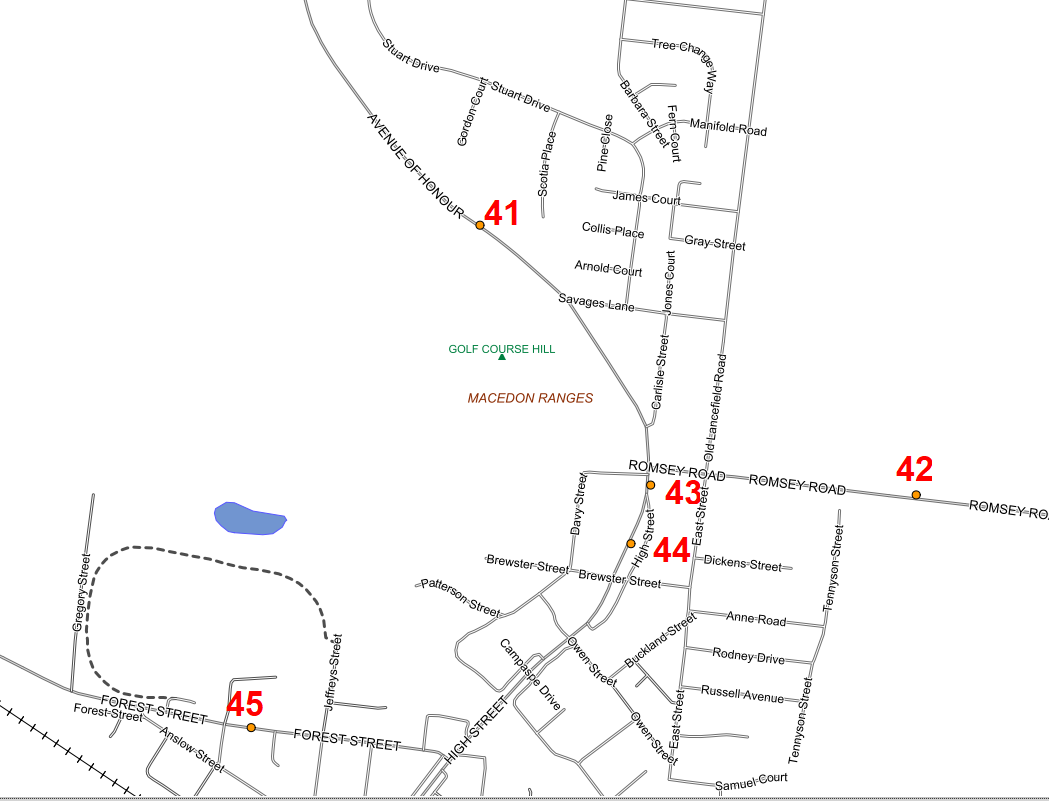 Tree Change Way
Stuart Drive
Stuart Drive
Gordon Court
Barbara Street
Fern Court
Manifold Road
AVENUE OF HONOUR
Scotia Place
Pine Close
James Court
41
Collis Place
Gray Street
Arnold Court
Jones Court
Savages Lane
GOLF COURSE HILL
Carlisle Street
Old Lancefield Road
MACEDON RANGES
ROMSEY ROAD
42
ROMSEY ROAD
43
ROMSEY RO
Davy Street
High Street
East Street
44
Brewster Street
Brewster Street
Dickens Street
Tennyson Street
Gregory Street
Patterson Street
Anne Road
Buckland Street
Owen Street
Rodney Drive
Campaspe Drive
Jeffreys Street
Russell Avenue
East Street
Tennyson Street
45
FOREST STREET
Forest Street
HIGH STREET
Owen Street
Anslow Street
FOREST STREET
Samuel Court